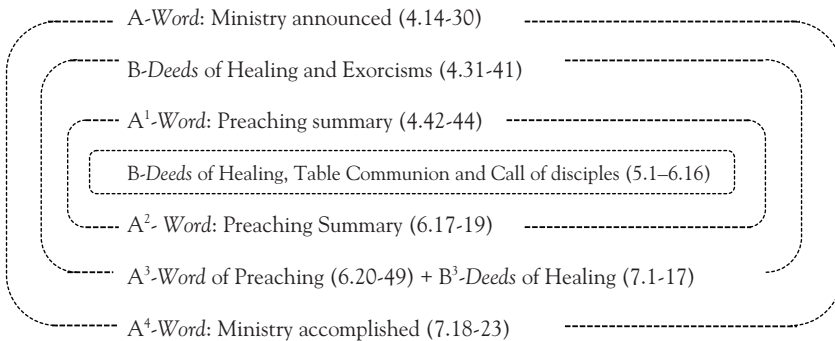 A-Word: Ministry announced (4.14-30)
B-Deeds of Healing and Exorcisms (4.31-41)
A¹-Word: Preaching summary (4.42-44)
B-Deeds of Healing, Table Communion and Call of disciples (5.1–6.16)
A²- Word: Preaching Summary (6.17-19)
A³-Word of Preaching (6.20-49) + B³-Deeds of Healing (7.1-17)
A⁴-Word: Ministry accomplished (7.18-23)